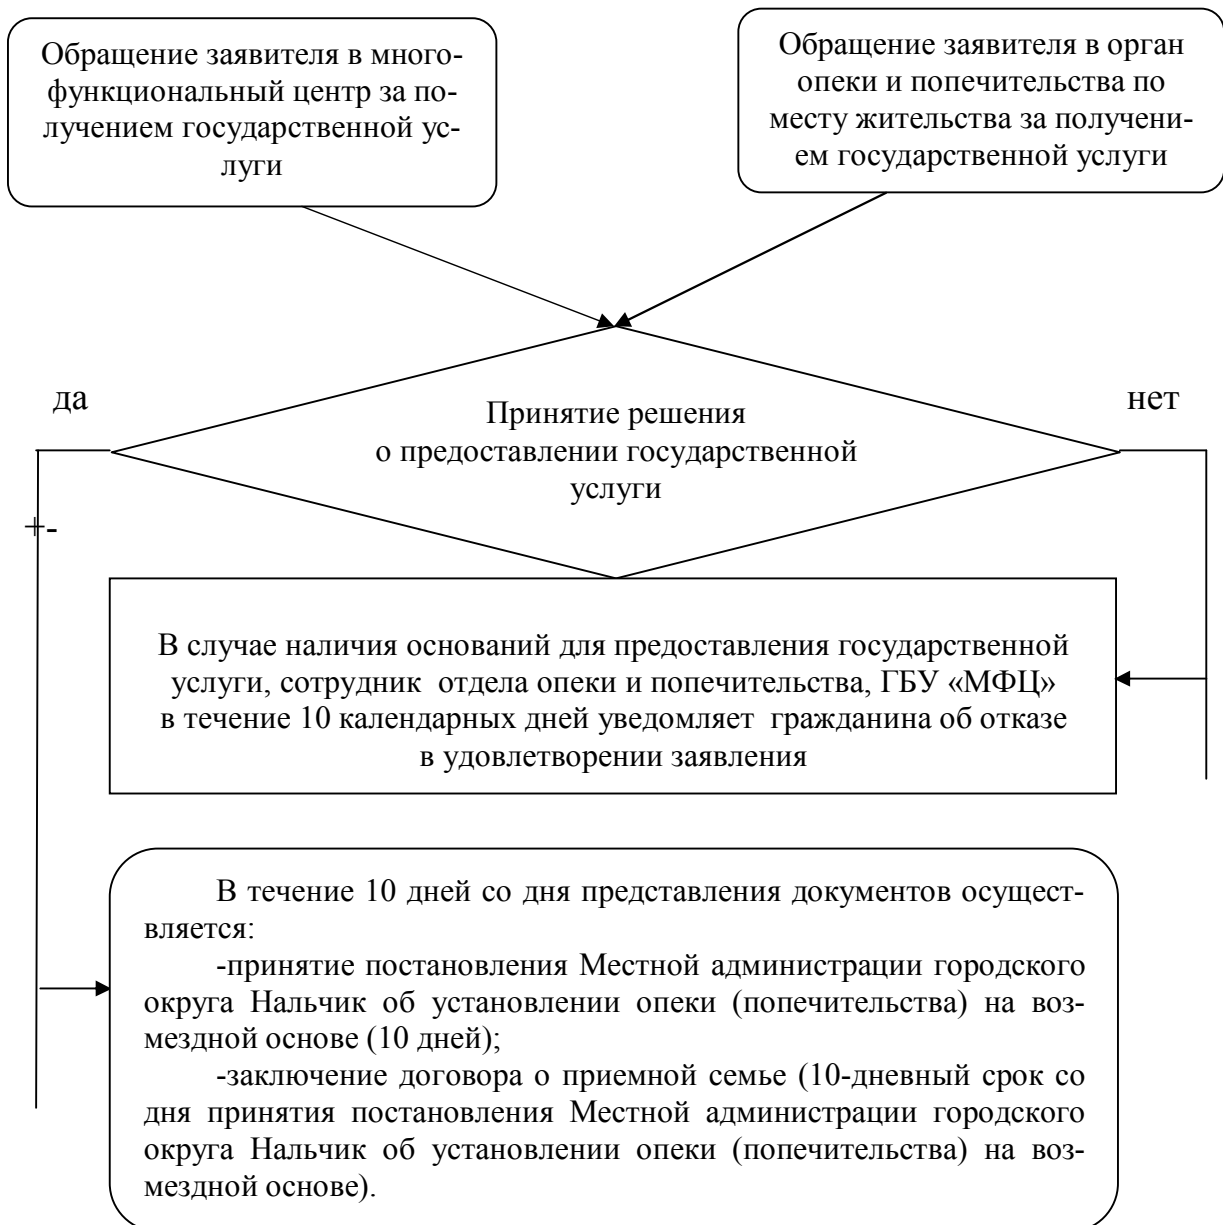 Обращение заявителя в много-
функциональный центр за по-
лучением государственной ус-
луги
Обращение заявителя в орган
опеки и попечительства по
месту жительства за получени-
ем государственной услуги
да
нет
Принятие решения
о предоставлении государственной
услуги
+-
В случае наличия оснований для предоставления государственной
услуги, сотрудник отдела опеки и попечительства, ГБУ «МФЦ»
в течение 10 календарных дней уведомляет гражданина об отказе
в удовлетворении заявления
В течение 10 дней со дня представления документов осущест-
вляется:
-принятие постановления Местной администрации городского
округа Нальчик об установлении опеки (попечительства) на воз-
мездной основе (10 дней);
-заключение договора о приемной семье (10-дневный срок со
дня принятия постановления Местной администрации городского
округа Нальчик об установлении опеки (попечительства) на воз-
мездной основе).